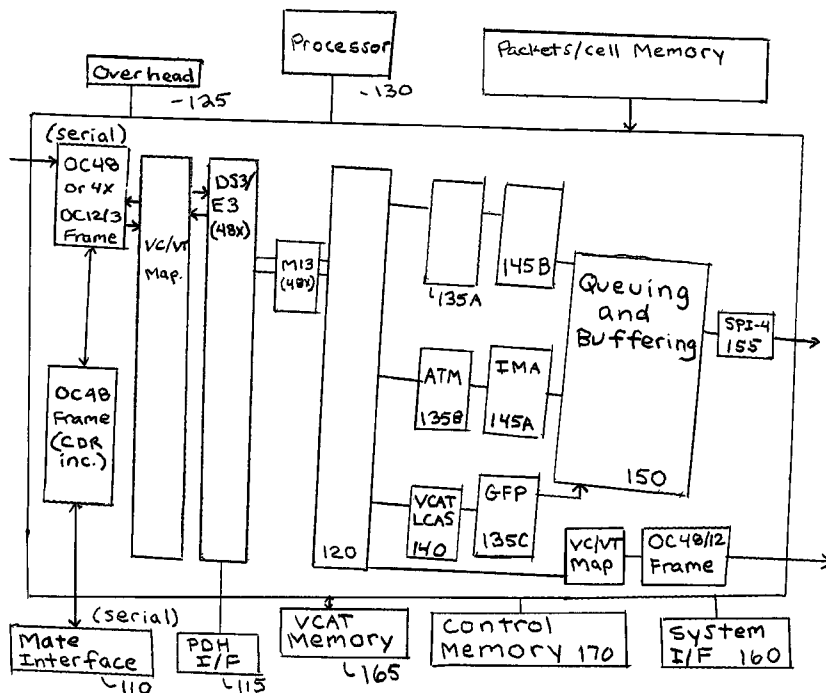 Overhead
-125
Processor
-130
Packets/cell Memory
(serial)
OC48
or 4x
OC12/3
Frame
VC/VT
Map.
DS3/
E3
(48x)
M13
(48x)
120
135A
145B
ATM
135B
IMA
145A
VCAT
LCAS
140
GFP
135C
Queuing
and
Buffering
150
SPI-4
155
VC/VT
Map
OC48/12
Frame
OC48
Frame
(CDR
inc.)
(serial)
Mate
Interface
110
PDH
I/F
115
VCAT
Memory
165
Control
Memory 170
System
I/F 160